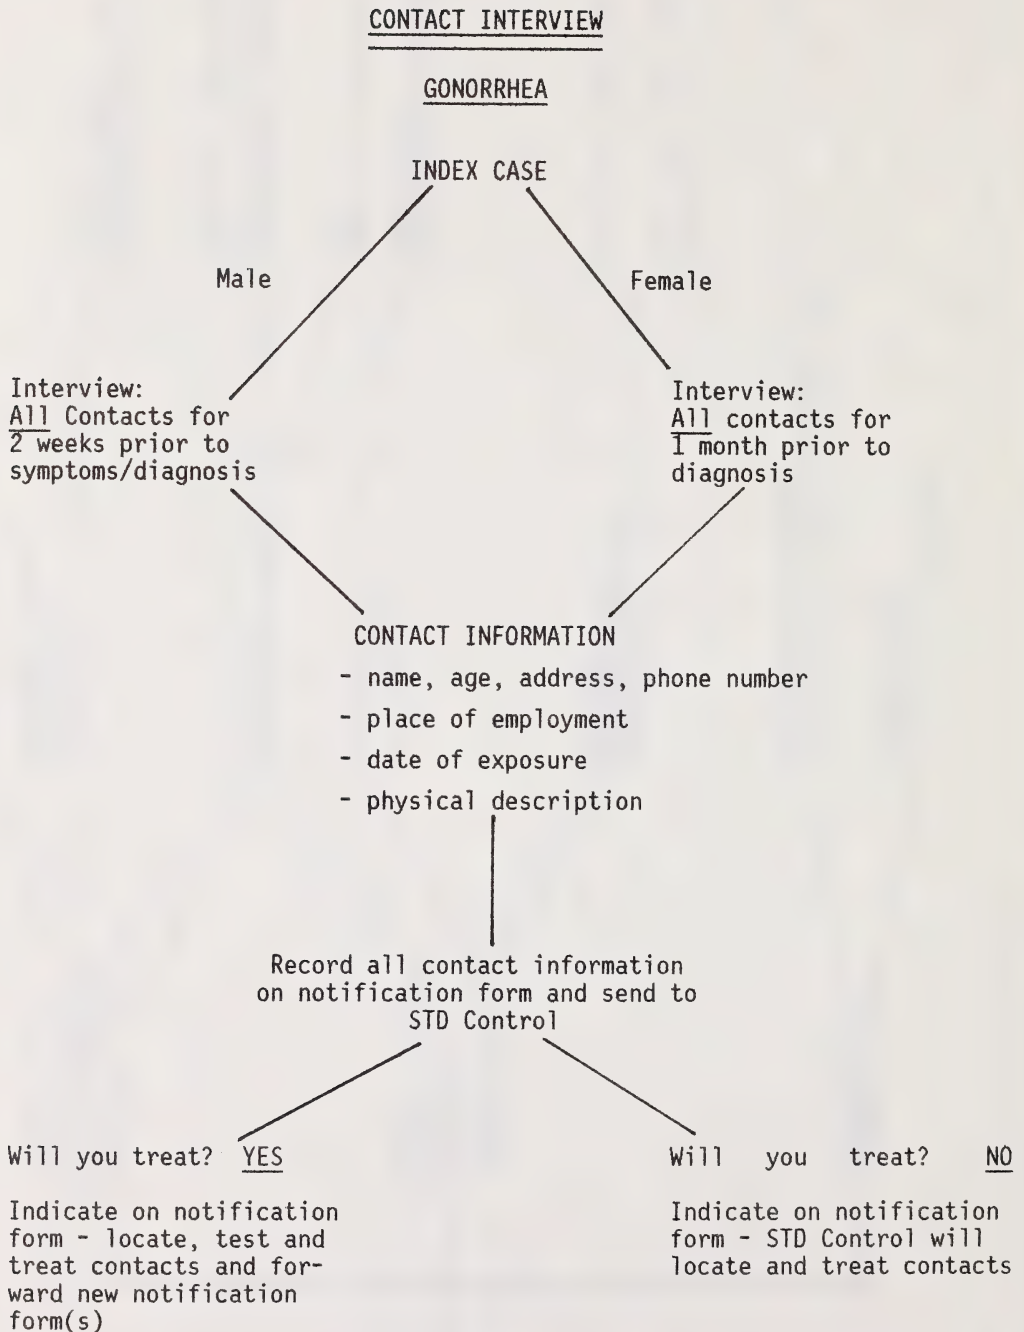 CONTACT INTERVIEW
GONORRHEA
INDEX CASE
Male
Female
Interview:
All Contacts for
2 weeks prior to
symptoms/diagnosis
Interview:
All contacts for
1 month prior to
diagnosis
CONTACT INFORMATION
- name, age, address, phone number
- place of employment
- date of exposure
- physical description
Record all contact information
on notification form and send to
STD Control
Will you treat? YES
Indicate on notification
form - locate, test and
treat contacts and for-
ward new notification
form(s)
Will you treat? NO
Indicate on notification
form - STD Control will
locate and treat contacts